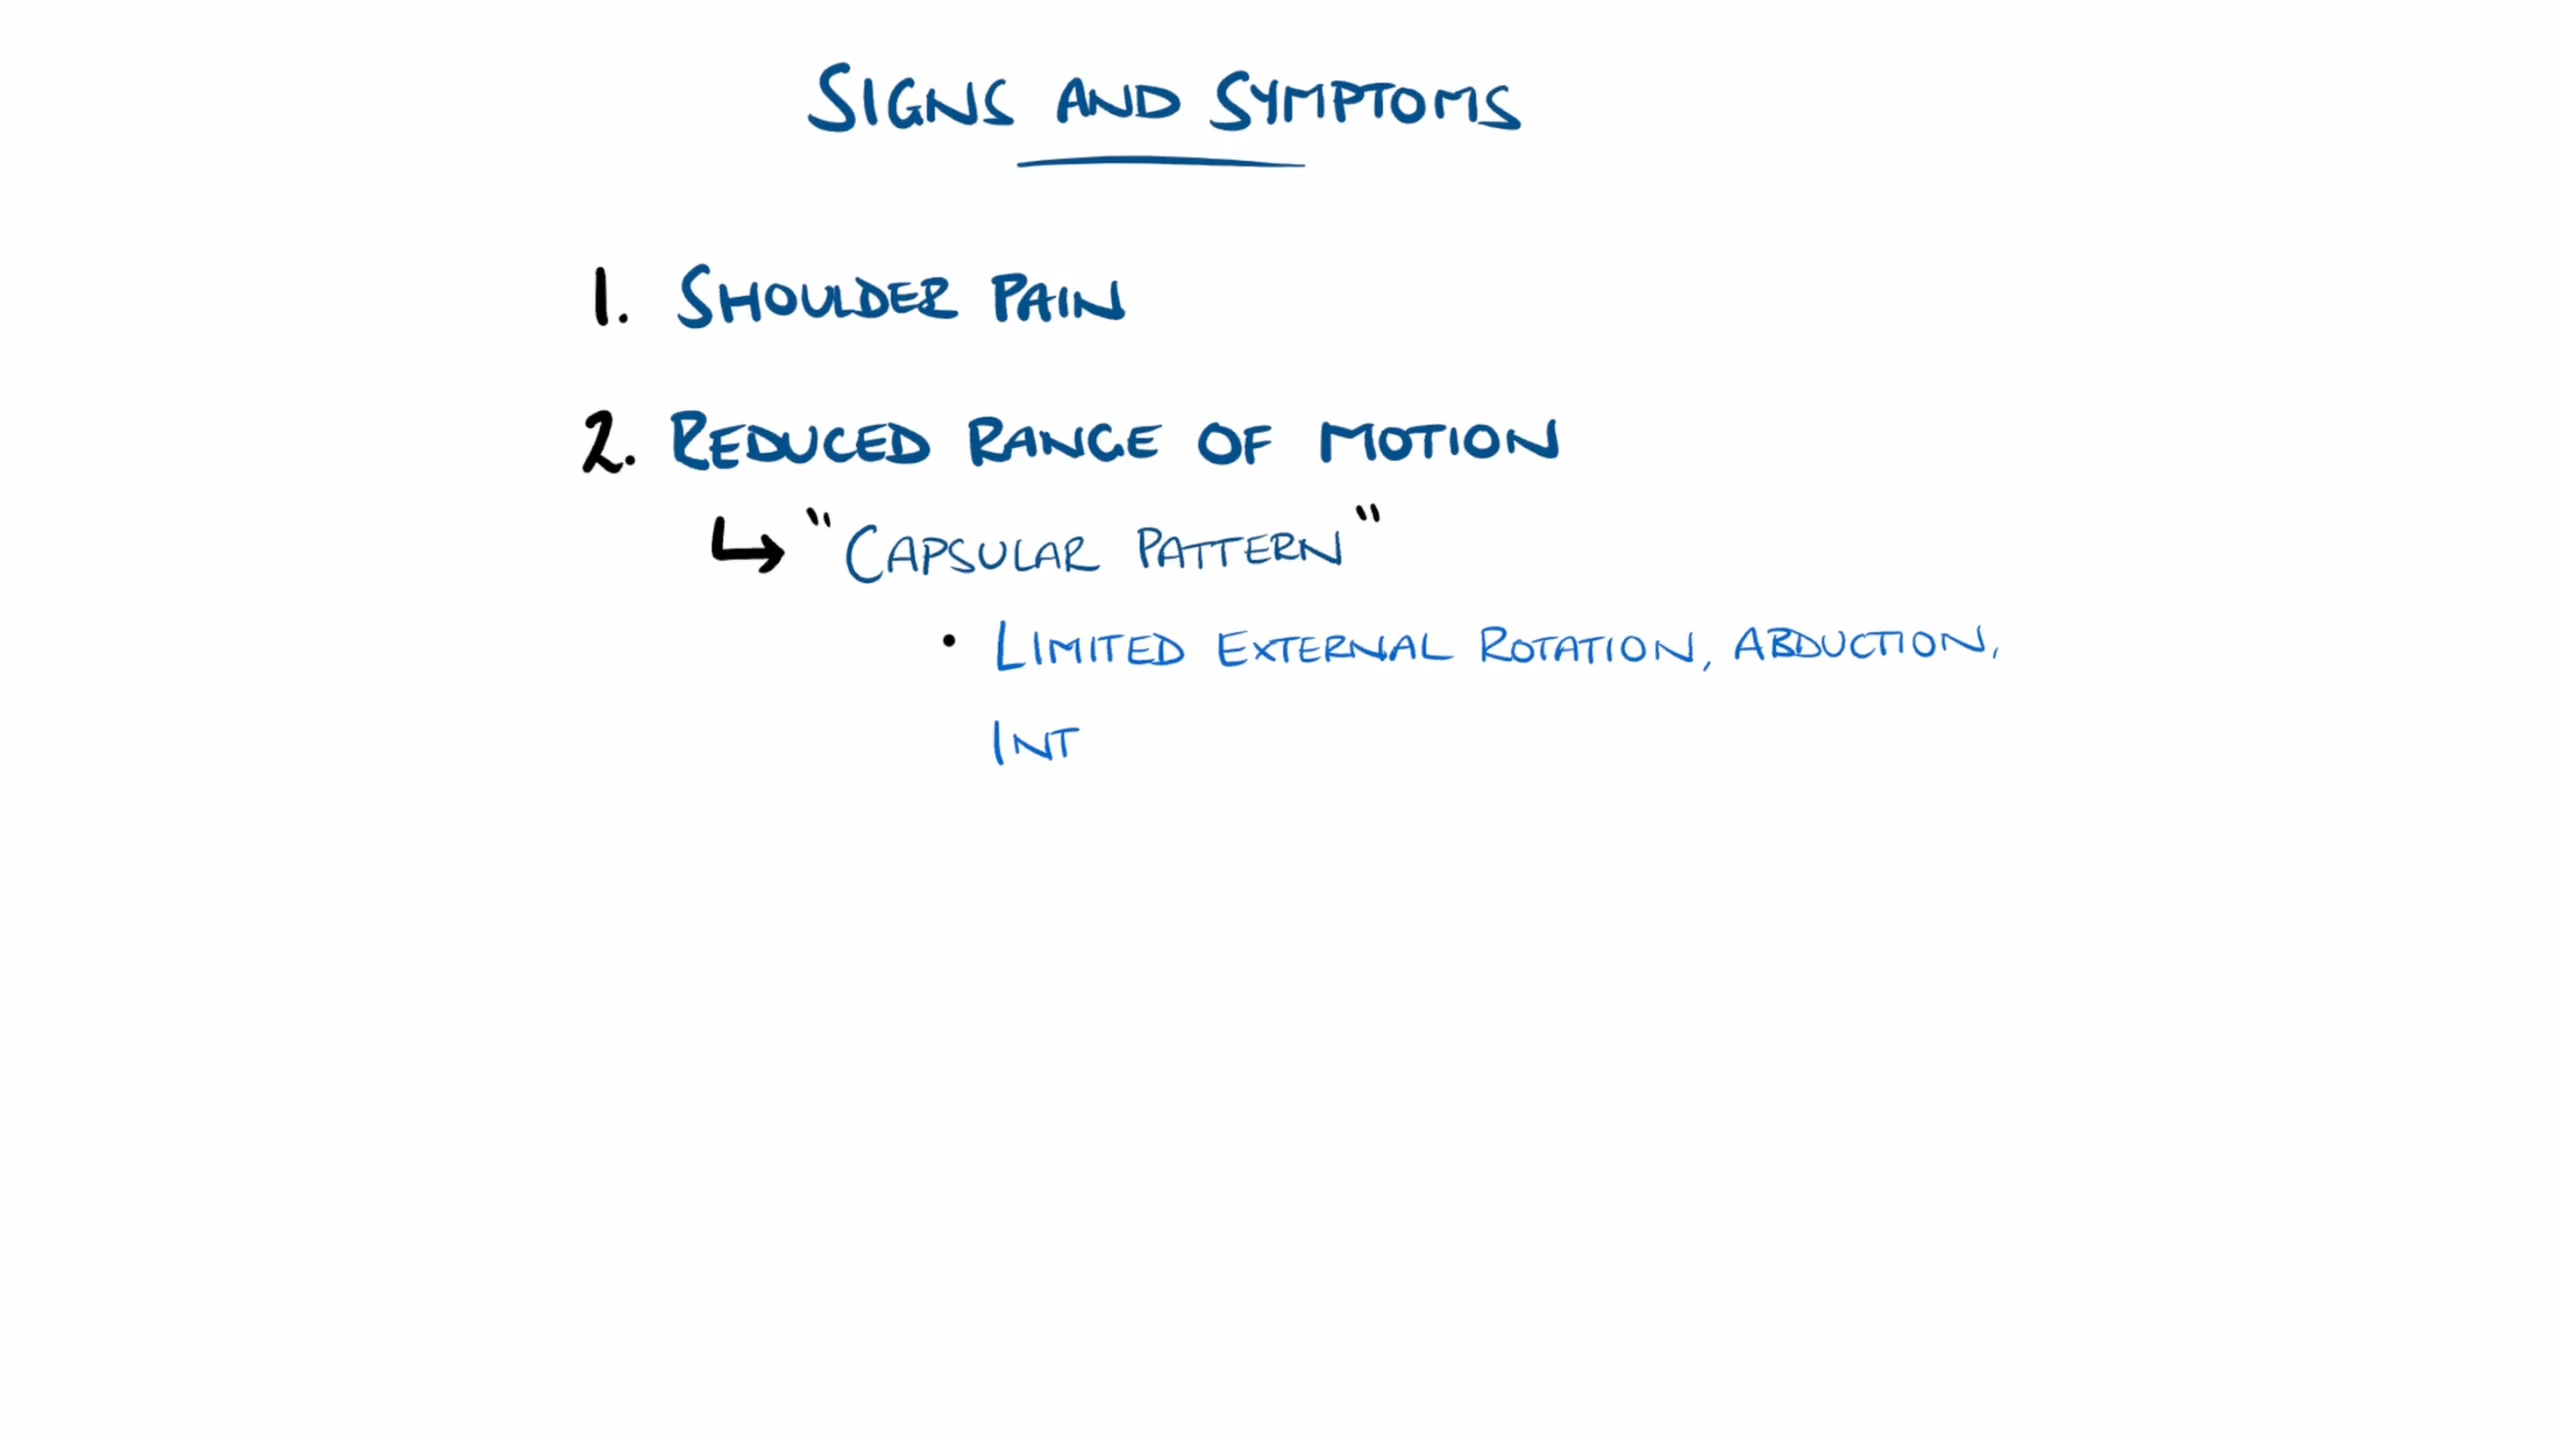 SIGNS AND SYMPTOMS
1. SHOULDER PAIN
2. REDUCED RANGE OF MOTION
↳ "CAPSULAR PATTERN"
• LIMITED EXTERNAL ROTATION, ABDUCTION,
INT